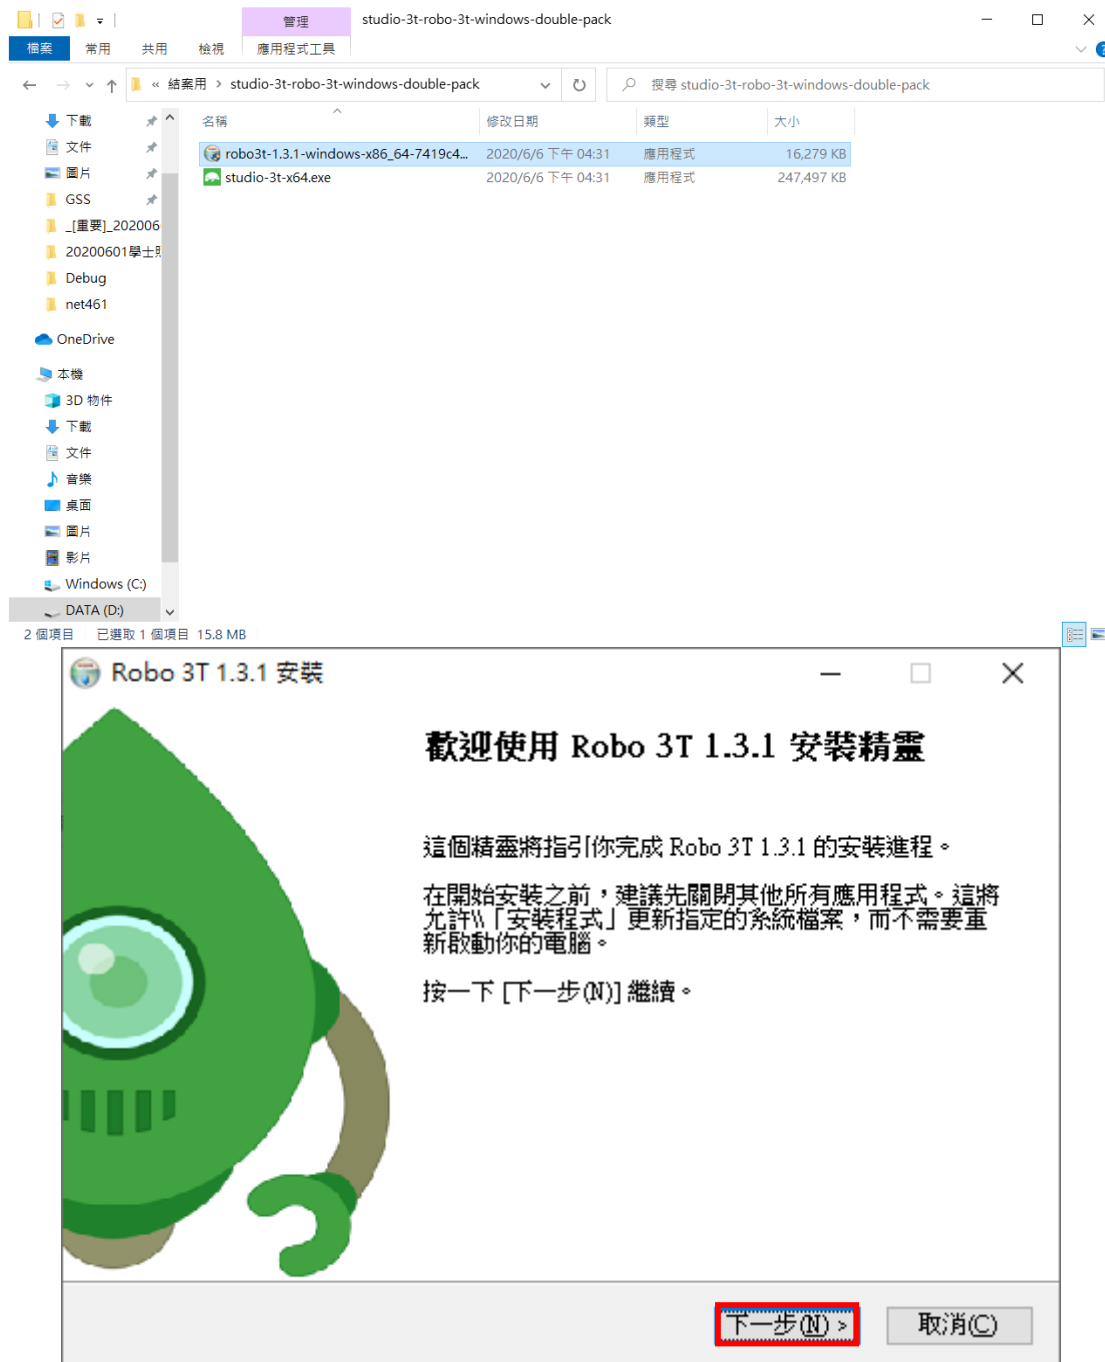 管理
studio-3t-robo-3t-windows-double-pack
檔案
常用
共用
檢視
應用程式工具
« 結案用 > studio-3t-robo-3t-windows-double-pack
搜尋 studio-3t-robo-3t-windows-double-pack
名稱
修改日期
類型
大小
robo3t-1.3.1-windows-x86_64-7419c4...
2020/6/6 下午 04:31
應用程式
16,279 KB
studio-3t-x64.exe
2020/6/6 下午 04:31
應用程式
247,497 KB
下載
文件
圖片
GSS
_[重要]_202006
20200601學士
Debug
net461
OneDrive
本機
3D 物件
下載
文件
音樂
桌面
圖片
影片
Windows (C:)
DATA (D:)
2 個項目
已選取 1 個項目 15.8 MB
Robo 3T 1.3.1 安裝
歡迎使用 Robo 3T 1.3.1 安裝精靈
這個精靈將指引你完成 Robo 3T 1.3.1 的安裝進程。
在開始安裝之前，建議先關閉其他所有應用程式。這將
允許\\「安裝程式」更新指定的系統檔案，而不需要重
新啟動你的電腦。
按一下 [下一步(N)] 繼續。
下一步(N) >
取消(C)